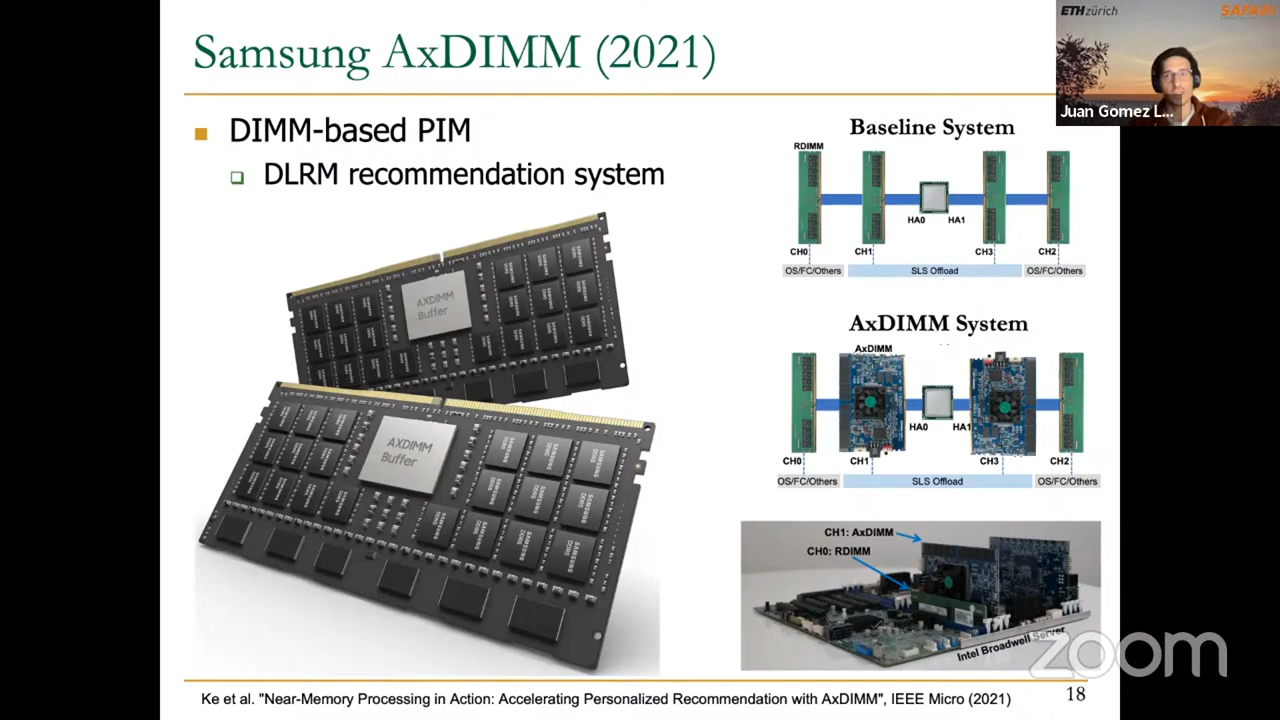 Samsung AxDIMM (2021)
ETH zürich
SAFARI
Juan Gomez L...
DIMM-based PIM
DLRM recommendation system
Baseline System
RDIMM
HA0
HA1
CH0
CH1
CH3
CH2
OS/FC/Others
SLS Offload
OS/FC/Others
AxDIMM System
AxDIMM
HA0
HA1
CH0
CH1
CH3
CH2
OS/FC/Others
SLS Offload
OS/FC/Others
AXDIMM
Buffer
AXDIMM
Buffer
SAMSUNG
DDR5
CH1: AxDIMM
CH0: RDIMM
Intel Broadwell Server
zoom
Ke et al. "Near-Memory Processing in Action: Accelerating Personalized Recommendation with AxDIMM", IEEE Micro (2021)
18